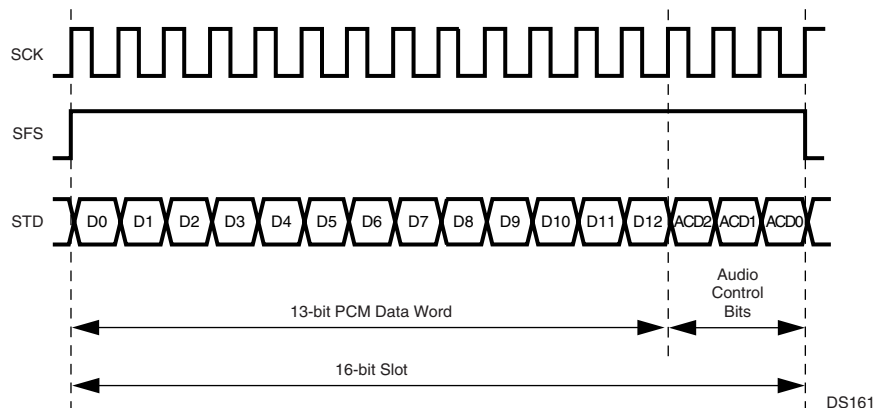 SCK
SFS
STD D0 D1 D2 D3 D4 D5 D6 D7 D8 D9 D10 D11 D12 ACD2 ACD1 ACD0
Audio
Control
Bits
13-bit PCM Data Word
16-bit Slot
DS161